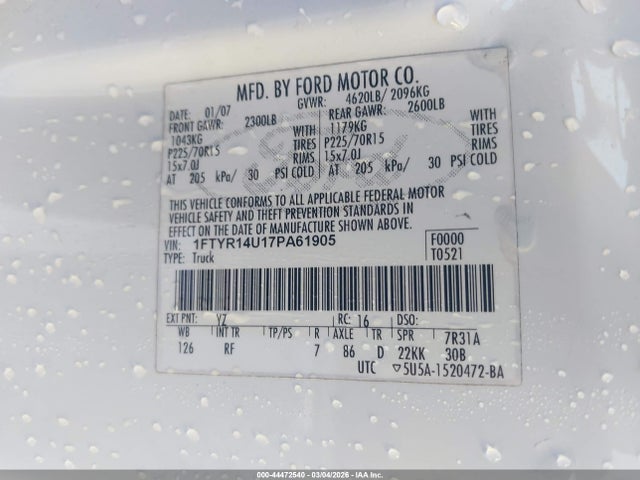 MFD. BY FORD MOTOR CO.
DATE: 01/07 GVWR: 4620LB/ 2096KG
FRONT GAWR: 2300LB REAR GAWR: 2600LB
1043KG WITH 1179KG WITH
P225/70R15 TIRES P225/70R15 TIRES
15x7.0J RIMS 15x7.0J RIMS
AT 205 kPa/ 30 PSI COLD AT 205 kPa/ 30 PSI COLD
THIS VEHICLE CONFORMS TO ALL APPLICABLE FEDERAL MOTOR
VEHICLE SAFETY AND THEFT PREVENTION STANDARDS IN
EFFECT ON THE DATE OF MANUFACTURE SHOWN ABOVE.
VIN: 1FTYR14U17PA61905 F0000
TYPE: Truck T0521
EXT PNT: YZ RC: 16 DSO:
WB INT TR TP/PS R AXLE TR SPR 7R31A
126 RF 7 86 D 22KK 30B
UTC ▽5U5A-1520472-BA
Ford
000-44472540 - 03/04/2026 - IAAC.com